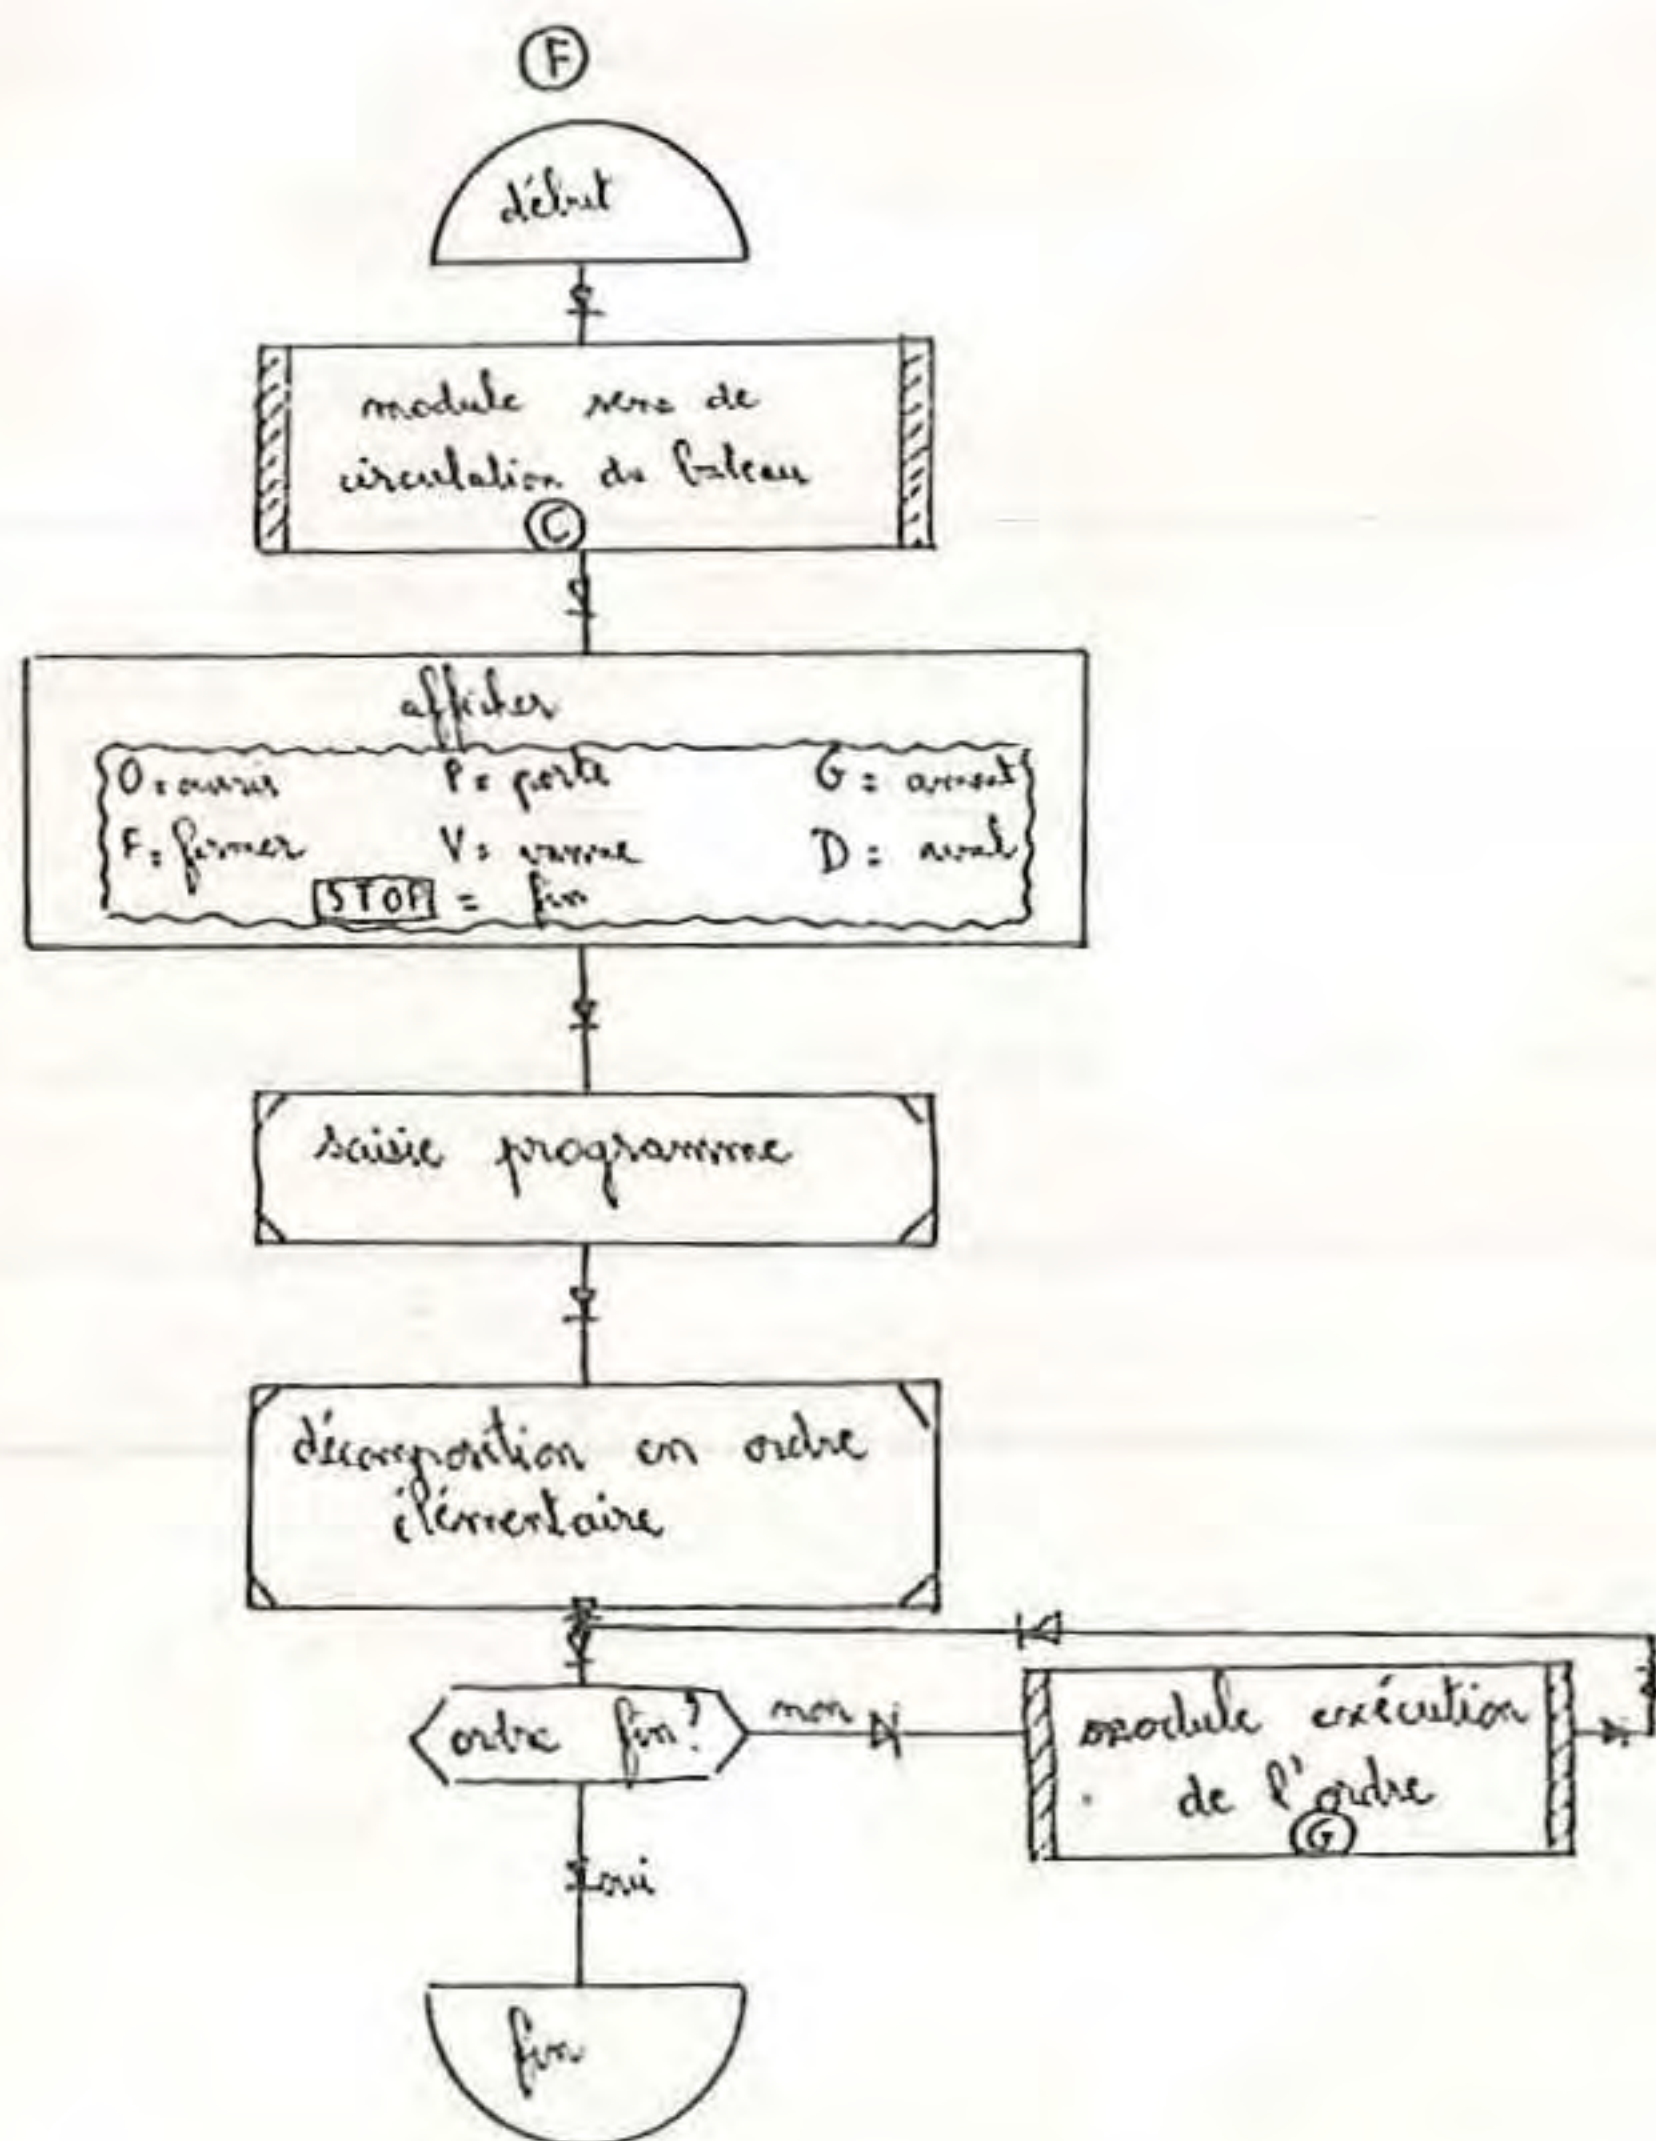 F
début
module sens de
circulation du bateau
C
afficher
O = ouvrir P = porte G = amont
F = fermer V = vanne D = aval
STOP = fin
saisie programme
décomposition en ordre
élémentaire
ordre fin? non
module exécution
de l'ordre
G
oui
fin